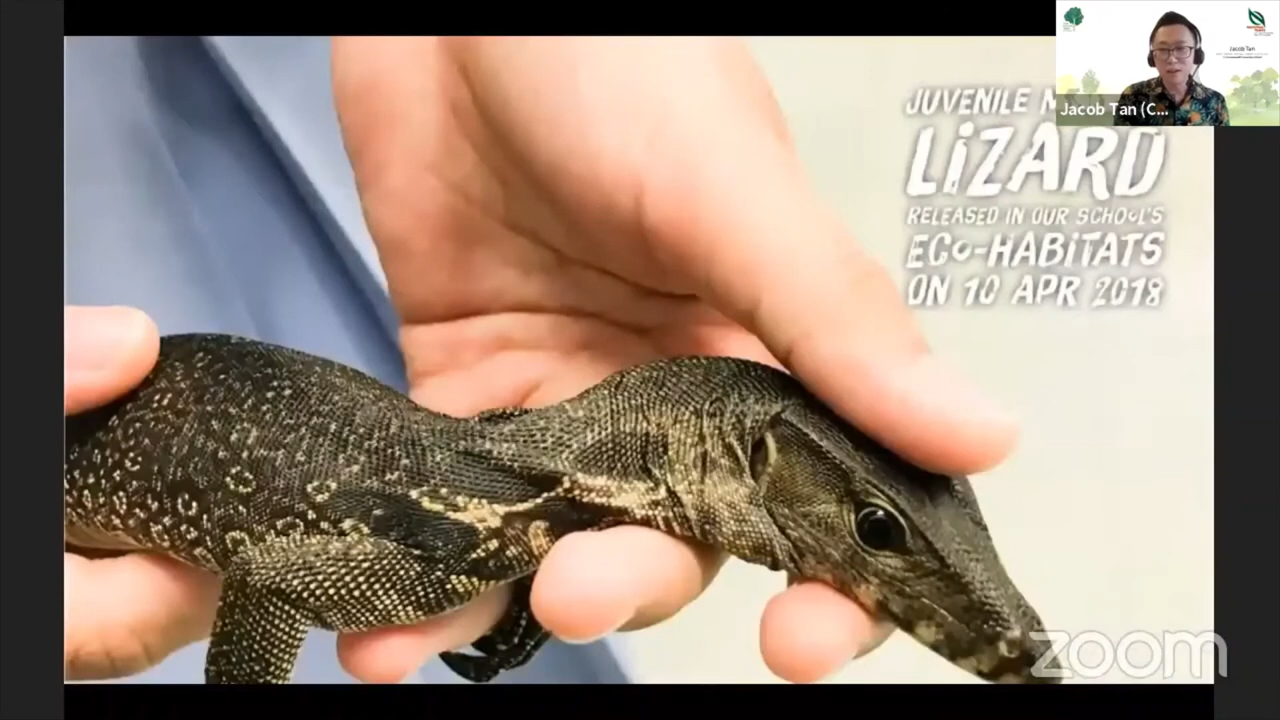 JUVENILE
LiZARD
RELEASED IN OUR SCHOOL'S
ECO-HABiTATS
ON 10 APR 2018
Jacob Tan
Jacob Tan (C...
zoom